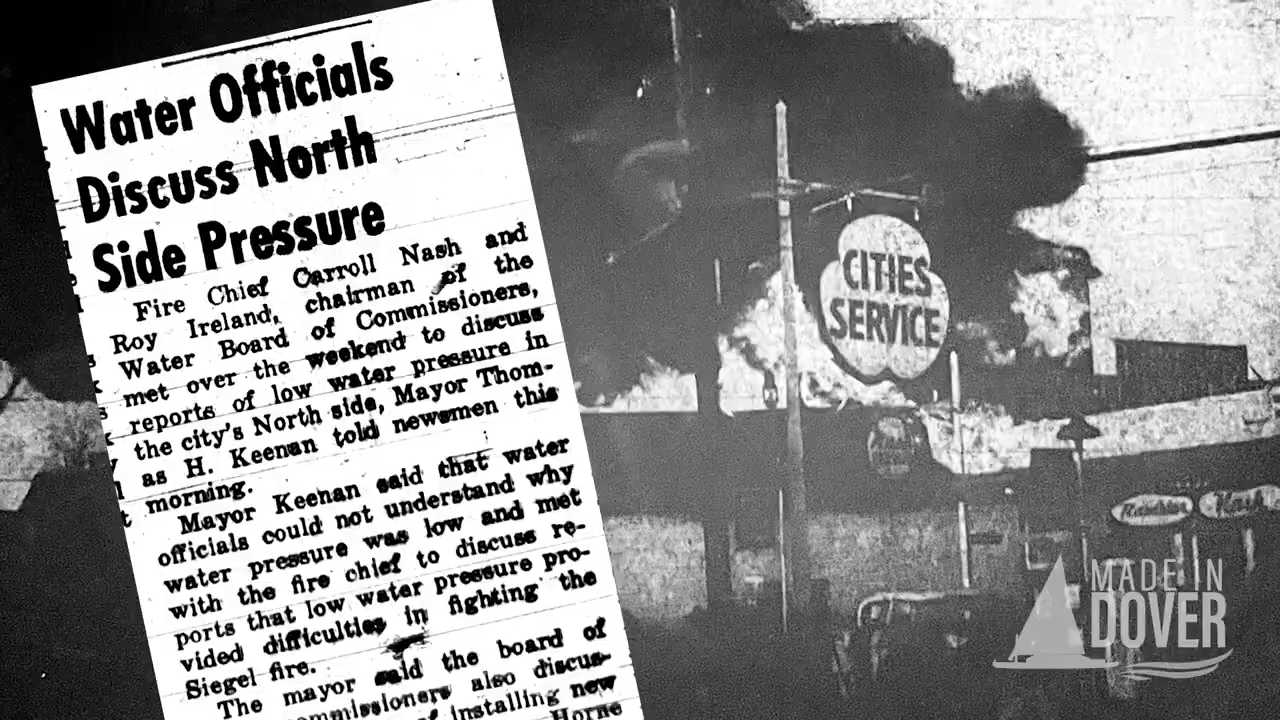 Water Officials
Discuss North
Side Pressure
Fire Chief Carroll Nash and
Roy Ireland, chairman of the
Water Board of Commissioners,
met over the weekend to discuss
reports of low water pressure in
the city's North side, Mayor Thom-
as H. Keenan told newsmen this
morning.
Mayor Keehan said that water
officials could not understand why
water pressure was low and met
with the fire chief to discuss re-
ports that low water pressure pro-
vided difficulties in fighting the
Siegel fire.
The mayor said the board of
ommissioners also discus-
of installing new
Horne
CITIES
SERVICE
Rambler
Nash
MADE IN
DOVER